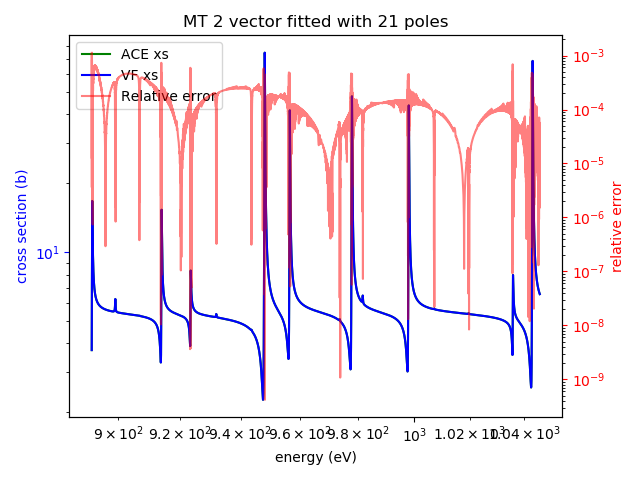 MT 2 vector fitted with 21 poles
ACE xs
VF xs
Relative error
cross section (b)
10¹
10⁻³
10⁻⁴
10⁻⁵
10⁻⁶
10⁻⁷
10⁻⁸
10⁻⁹
relative error
9×10² 9.2×10² 9.4×10² 9.6×10² 9.8×10² 10³ 1.02×10³ 1.04×10³
energy (eV)